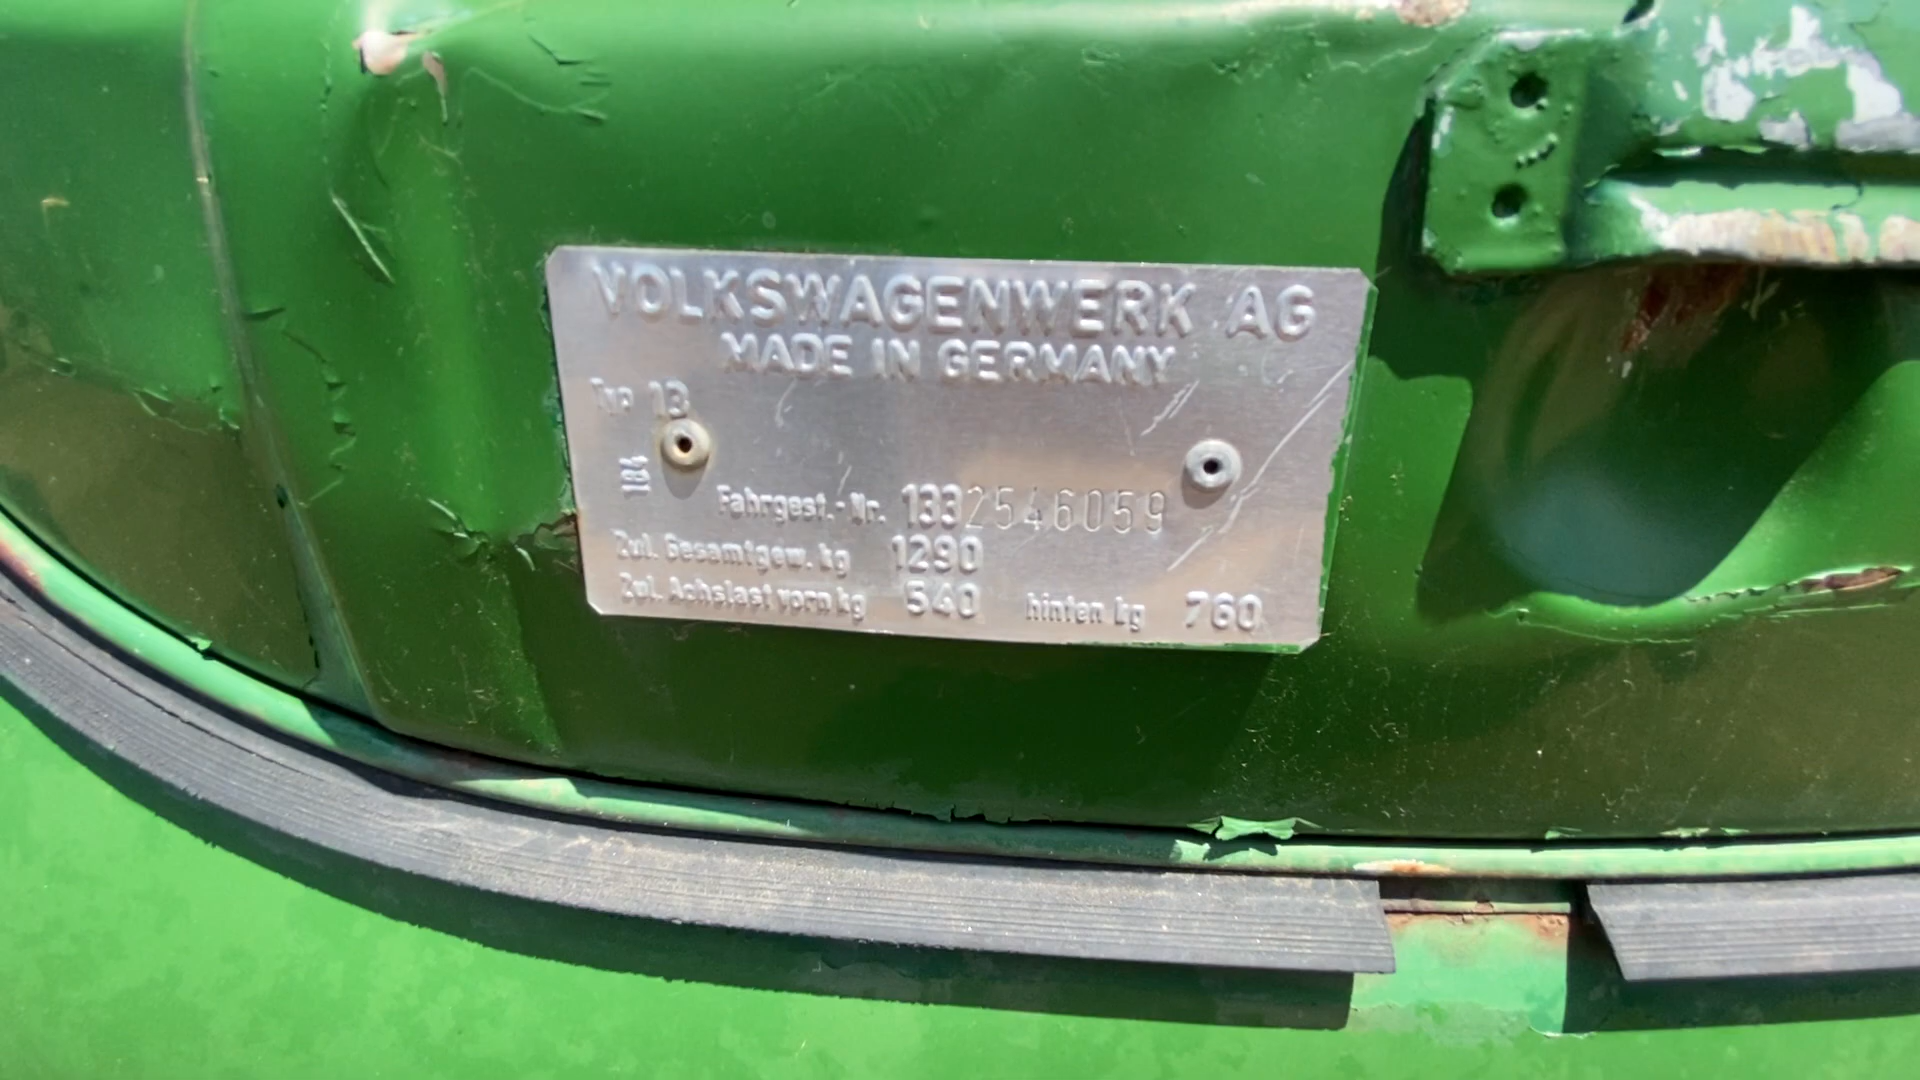 VOLKSWAGENWERK AG
MADE IN GERMANY
Typ 13
184
Fahrgest.-Nr. 1332546059
Zul. Gesamtgew. kg 1290
Zul. Achslast vorn kg 540 hinten kg 760